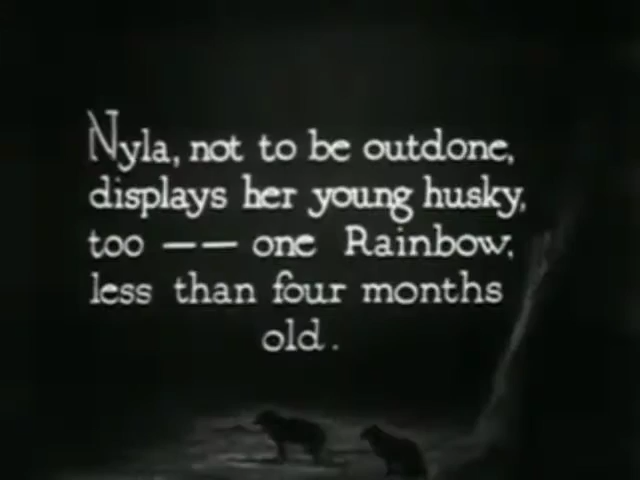 Nyla, not to be outdone,
displays her young husky,
too —— one Rainbow,
less than four months
old.